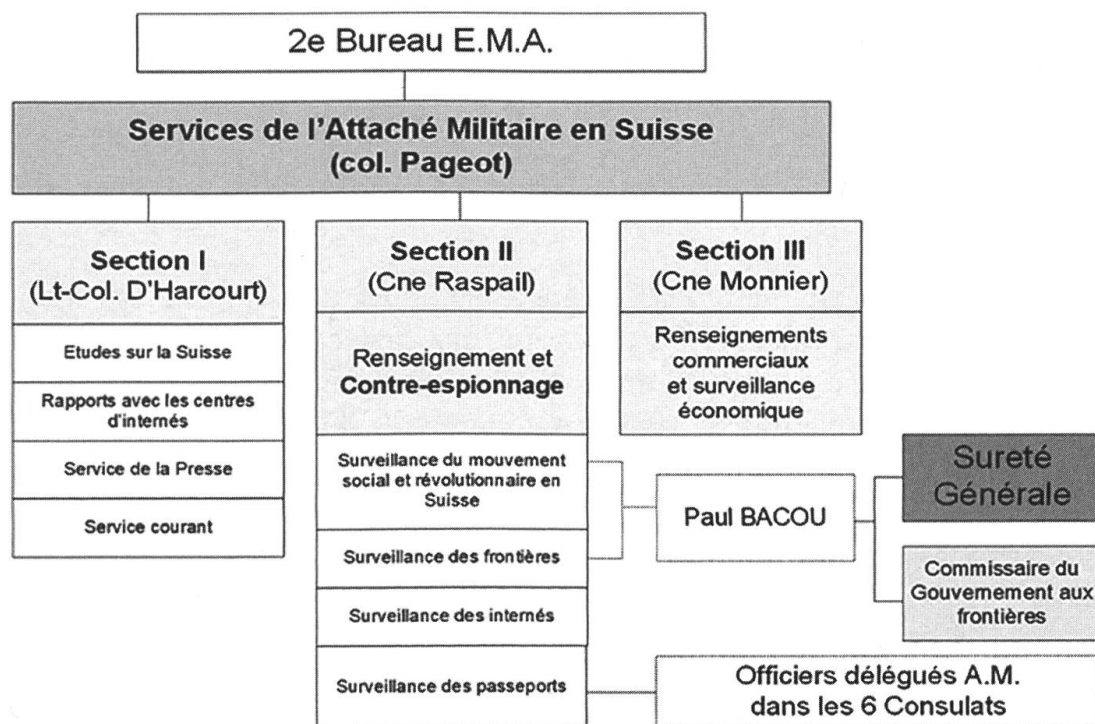 2e Bureau E.M.A.
Services de l'Attaché Militaire en Suisse
(col. Pageot)
Section I
(Lt-Col. D'Harcourt)
Etudes sur la Suisse
Rapports avec les centres
d'internés
Service de la Presse
Service courant
Section II
(Cne Raspail)
Renseignement et
Contre-espionnage
Surveillance du mouvement
social et révolutionnaire en
Suisse
Surveillance des frontières
Surveillance des internés
Surveillance des passeports
Section III
(Cne Monnier)
Renseignements
commerciaux
et surveillance
économique
Paul BACOU
Sureté
Générale
Commissaire du
Gouvernement aux
frontières
Officiers délégués A.M.
dans les 6 Consulats